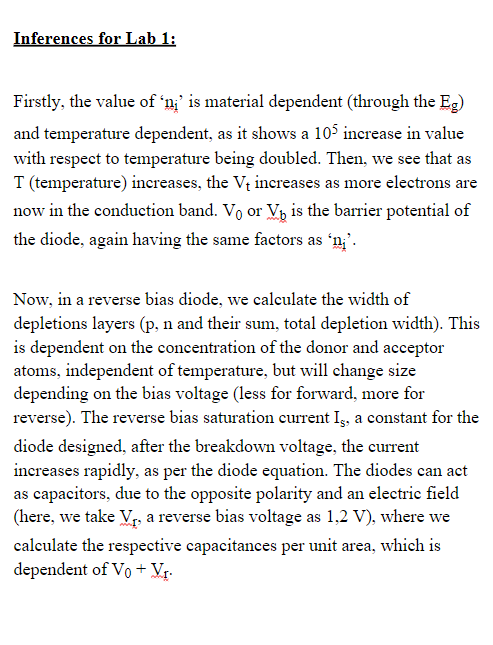 Inferences for Lab 1:
Firstly, the value of ‘nᵢ’ is material dependent (through the Eg)
and temperature dependent, as it shows a 10⁵ increase in value
with respect to temperature being doubled. Then, we see that as
T (temperature) increases, the Vₜ increases as more electrons are
now in the conduction band. V₀ or Vb is the barrier potential of
the diode, again having the same factors as ‘nᵢ’.
Now, in a reverse bias diode, we calculate the width of
depletions layers (p, n and their sum, total depletion width). This
is dependent on the concentration of the donor and acceptor
atoms, independent of temperature, but will change size
depending on the bias voltage (less for forward, more for
reverse). The reverse bias saturation current Iₛ, a constant for the
diode designed, after the breakdown voltage, the current
increases rapidly, as per the diode equation. The diodes can act
as capacitors, due to the opposite polarity and an electric field
(here, we take Vᵣ, a reverse bias voltage as 1,2 V), where we
calculate the respective capacitances per unit area, which is
dependent of V₀ + Vᵣ.